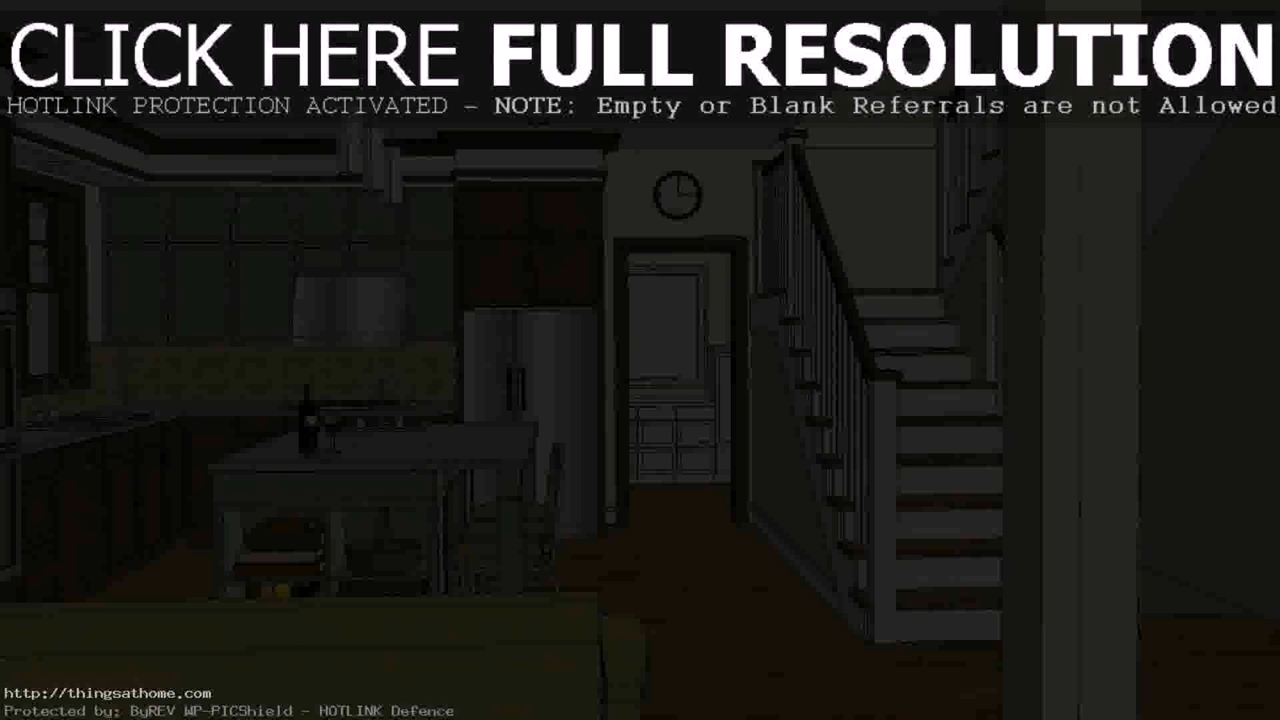 CLICK HERE FULL RESOLUTION
HOTLINK PROTECTION ACTIVATED - NOTE: Empty or Blank Referrals are not Allowed
http://thingsathome.com
Protected by: ByREV WP-PICShield - HOTLINK Defence